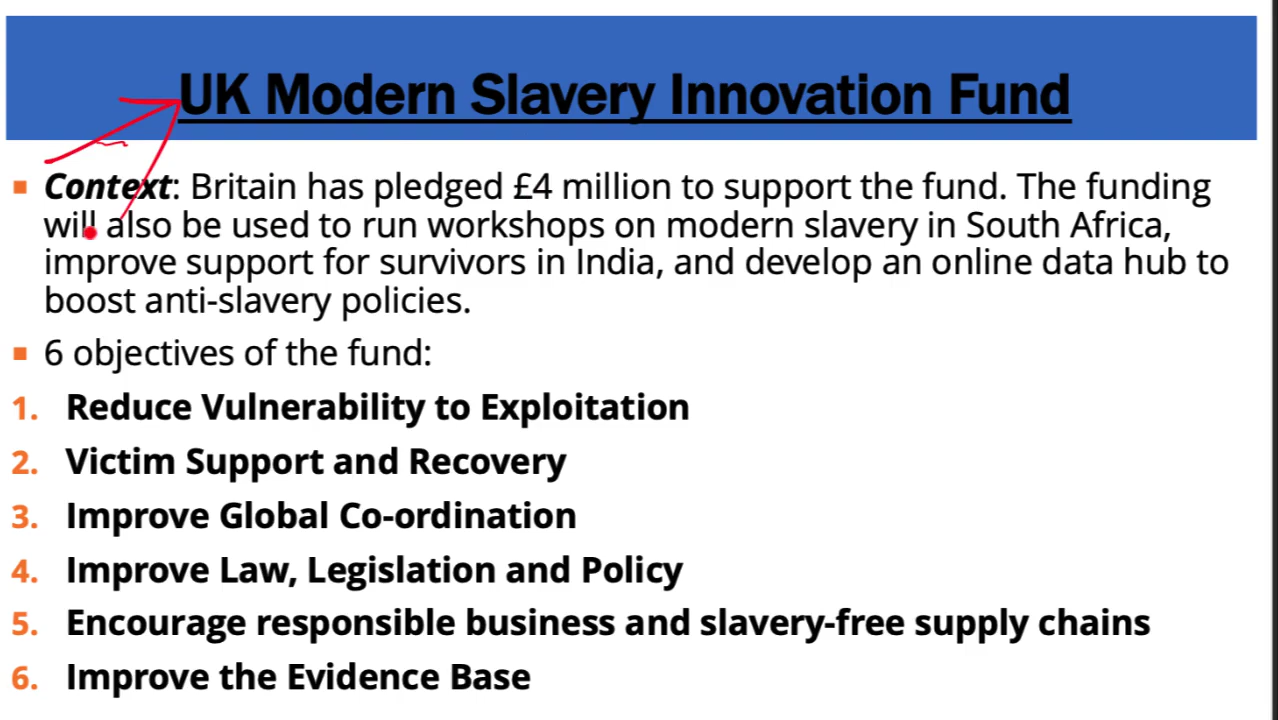 UK Modern Slavery Innovation Fund
Context: Britain has pledged £4 million to support the fund. The funding
will also be used to run workshops on modern slavery in South Africa,
improve support for survivors in India, and develop an online data hub to
boost anti-slavery policies.
6 objectives of the fund:
1. Reduce Vulnerability to Exploitation
2. Victim Support and Recovery
3. Improve Global Co-ordination
4. Improve Law, Legislation and Policy
5. Encourage responsible business and slavery-free supply chains
6. Improve the Evidence Base